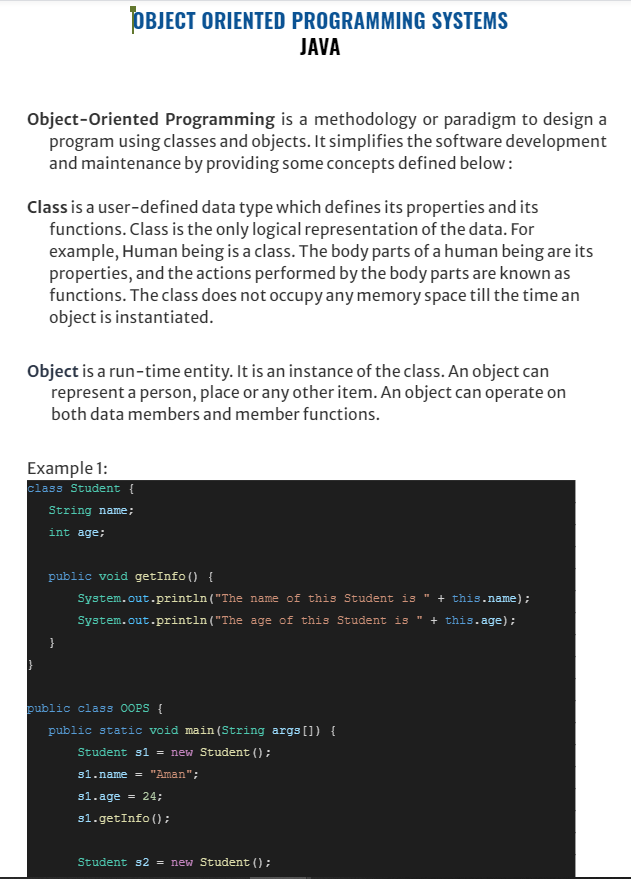 OBJECT ORIENTED PROGRAMMING SYSTEMS
JAVA
Object-Oriented Programming is a methodology or paradigm to design a
program using classes and objects. It simplifies the software development
and maintenance by providing some concepts defined below :
Class is a user-defined data type which defines its properties and its
functions. Class is the only logical representation of the data. For
example, Human being is a class. The body parts of a human being are its
properties, and the actions performed by the body parts are known as
functions. The class does not occupy any memory space till the time an
object is instantiated.
Object is a run-time entity. It is an instance of the class. An object can
represent a person, place or any other item. An object can operate on
both data members and member functions.
Example 1:
class Student {
String name;
int age;
public void getInfo() {
System.out.println("The name of this Student is " + this.name);
System.out.println("The age of this Student is " + this.age);
}
}
public class OOPS {
public static void main(String args[]) {
Student s1 = new Student();
s1.name = "Aman";
s1.age = 24;
s1.getInfo();
Student s2 = new Student();